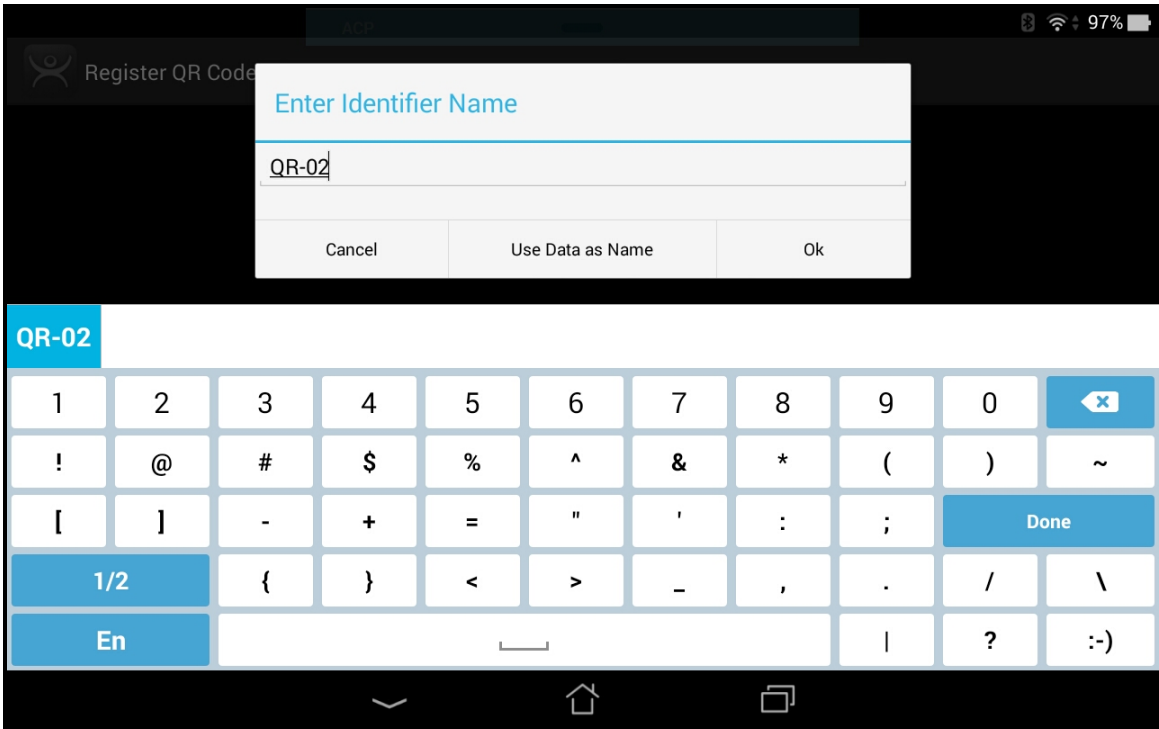 ACP
97%
Register QR Code
Enter Identifier Name
QR-02
Cancel Use Data as Name Ok
QR-02
1 2 3 4 5 6 7 8 9 0
! @ # $ % ^ & * ( ) ~
[ ] - + = " ' : ; Done
1/2 { } < > _ , . / \
En | ? :-)